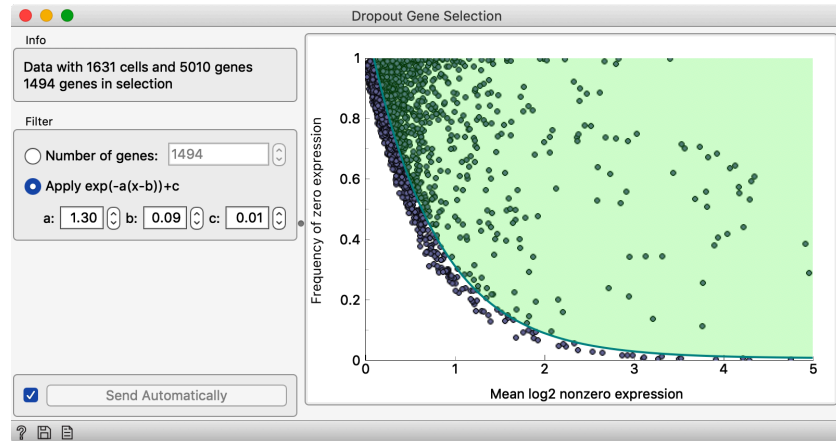 Dropout Gene Selection
Info
Data with 1631 cells and 5010 genes
1494 genes in selection
Filter
Number of genes: 1494
Apply exp(-a(x-b))+c
a: 1.30 b: 0.09 c: 0.01
Send Automatically
Frequency of zero expression
1
0.8
0.6
0.4
0.2
0
0 1 2 3 4 5
Mean log2 nonzero expression
?